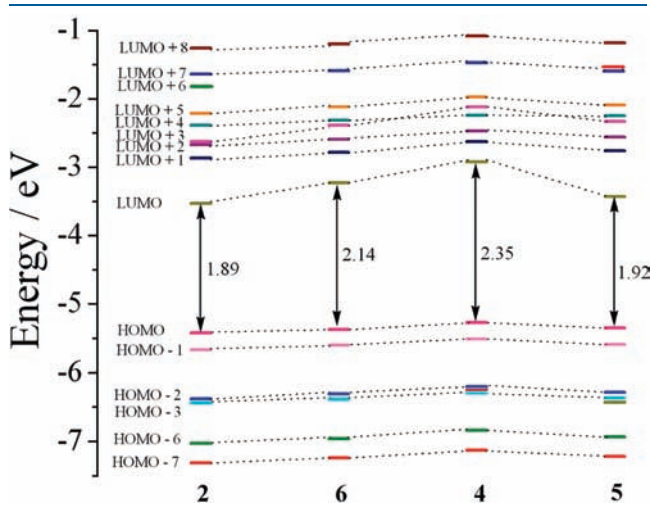 Energy / eV
-1
-2
-3
-4
-5
-6
-7
LUMO + 8
LUMO + 7
LUMO + 6
LUMO + 5
LUMO + 4
LUMO + 3
LUMO + 2
LUMO + 1
LUMO
HOMO
HOMO - 1
HOMO - 2
HOMO - 3
HOMO - 6
HOMO - 7
1.89
2.14
2.35
1.92
2 6 4 5